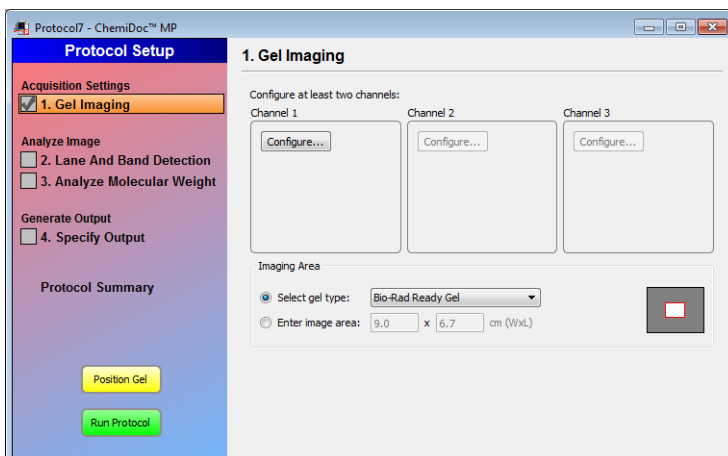 Protocol7 - ChemiDoc™ MP
Protocol Setup
Acquisition Settings
1. Gel Imaging
Analyze Image
2. Lane And Band Detection
3. Analyze Molecular Weight
Generate Output
4. Specify Output
Protocol Summary
Position Gel
Run Protocol
1. Gel Imaging
Configure at least two channels:
Channel 1
Configure...
Channel 2
Configure...
Channel 3
Configure...
Imaging Area
Select gel type: Bio-Rad Ready Gel
Enter image area: 9.0 x 6.7 cm (WxL)